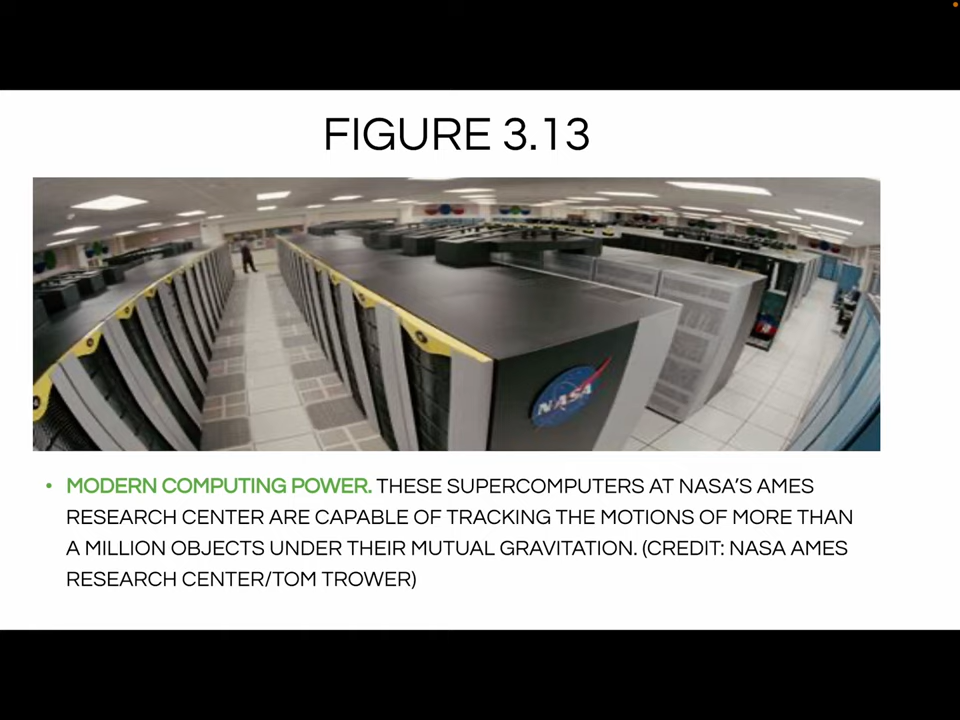 FIGURE 3.13
NASA
• MODERN COMPUTING POWER. THESE SUPERCOMPUTERS AT NASA'S AMES
RESEARCH CENTER ARE CAPABLE OF TRACKING THE MOTIONS OF MORE THAN
A MILLION OBJECTS UNDER THEIR MUTUAL GRAVITATION. (CREDIT: NASA AMES
RESEARCH CENTER/TOM TROWER)